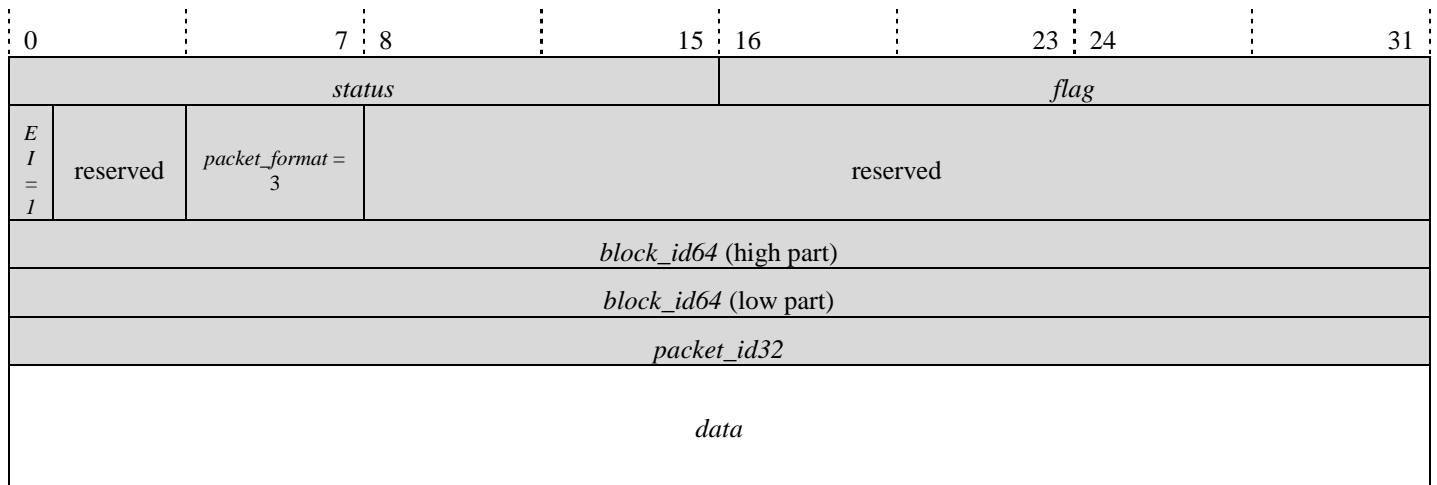 0 7 8 15 16 23 24 31
status flag
E
I
=
1
reserved
packet_format =
3
reserved
block_id64 (high part)
block_id64 (low part)
packet_id32
data